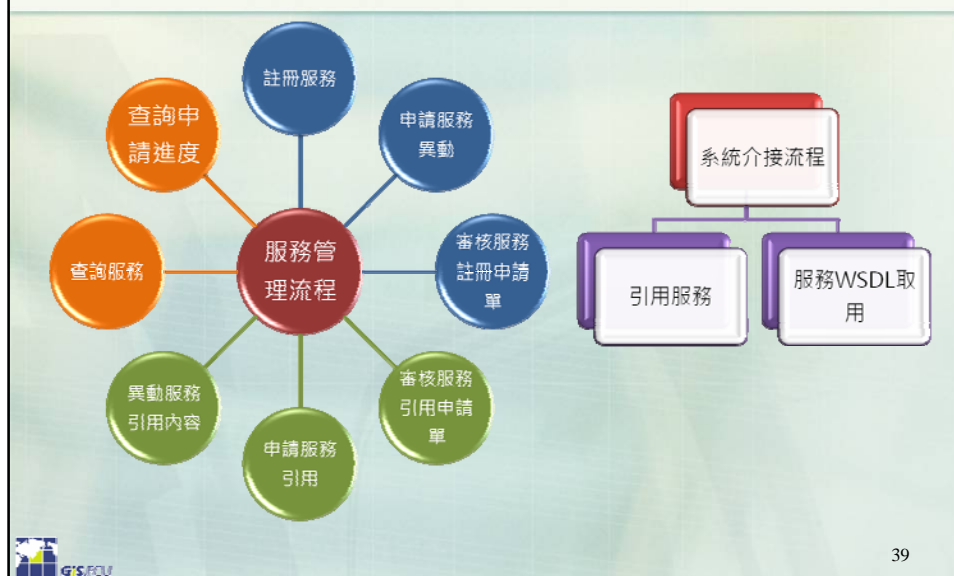 註冊服務
查詢申
請進度
申請服務
異動
服務管
理流程
查詢服務
審核服務
註冊申請
單
異動服務
引用內容
審核服務
引用申請
單
申請服務
引用
系統介接流程
引用服務
服務WSDL取
用
GIS.FCU
39